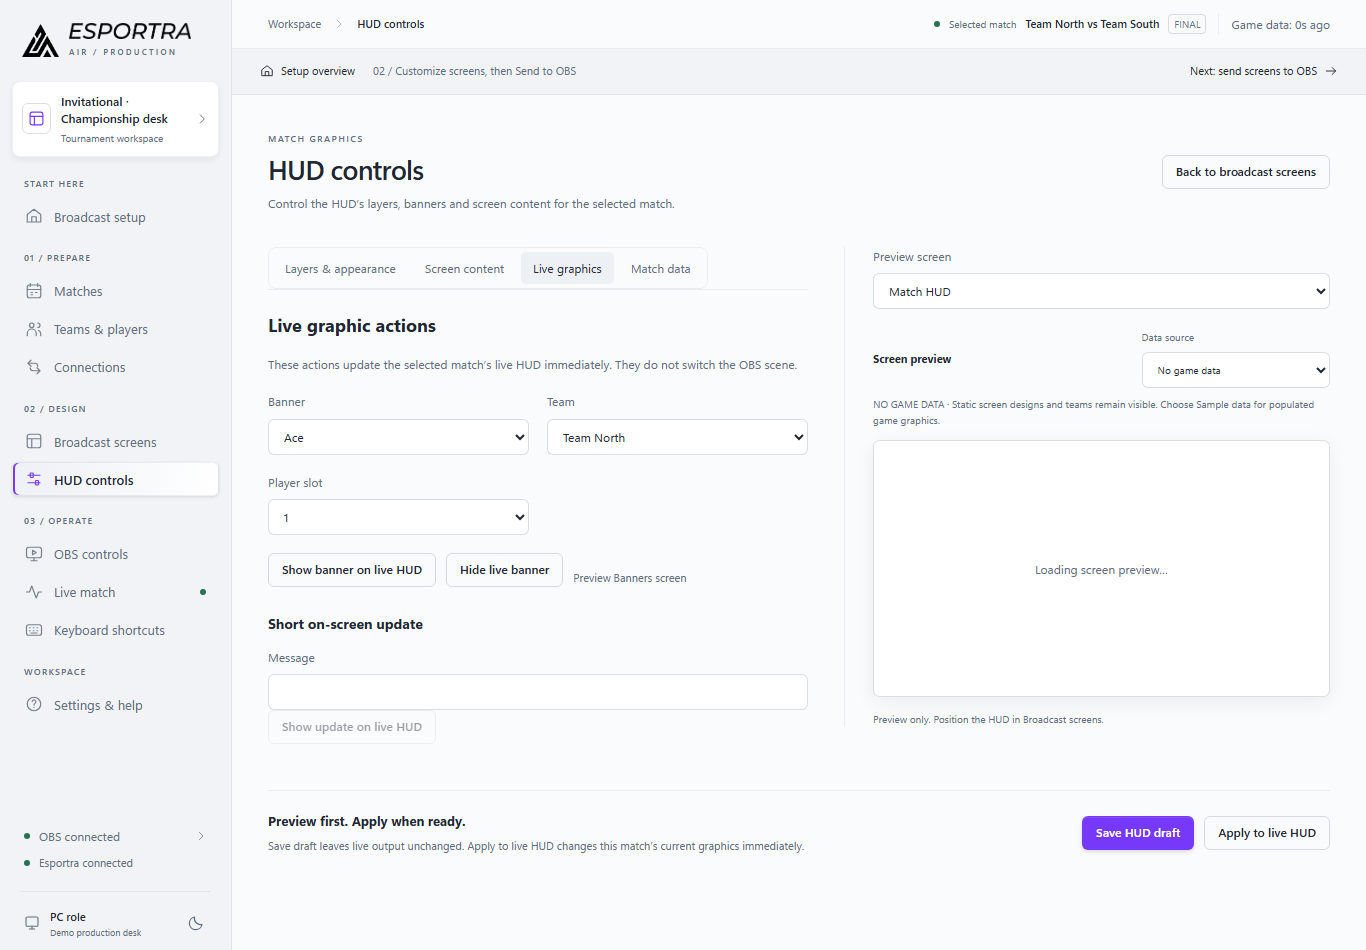 ESPORTRA
AIR / PRODUCTION
Invitational ·
Championship desk
Tournament workspace
START HERE
Broadcast setup
01 / PREPARE
Matches
Teams & players
Connections
02 / DESIGN
Broadcast screens
HUD controls
03 / OPERATE
OBS controls
Live match
Keyboard shortcuts
WORKSPACE
Settings & help
OBS connected
Esportra connected
PC role
Demo production desk
Workspace HUD controls
Selected match Team North vs Team South FINAL Game data: 0s ago
Setup overview 02 / Customize screens, then Send to OBS
Next: send screens to OBS
MATCH GRAPHICS
HUD controls
Control the HUD's layers, banners and screen content for the selected match.
Back to broadcast screens
Layers & appearance Screen content Live graphics Match data
Live graphic actions
These actions update the selected match's live HUD immediately. They do not switch the OBS scene.
Banner Team
Ace Team North
Player slot
1
Show banner on live HUD Hide live banner Preview Banners screen
Short on-screen update
Message
Show update on live HUD
Preview screen
Match HUD
Data source
Screen preview No game data
NO GAME DATA · Static screen designs and teams remain visible. Choose Sample data for populated
game graphics.
Loading screen preview...
Preview only. Position the HUD in Broadcast screens.
Preview first. Apply when ready.
Save draft leaves live output unchanged. Apply to live HUD changes this match's current graphics immediately.
Save HUD draft Apply to live HUD